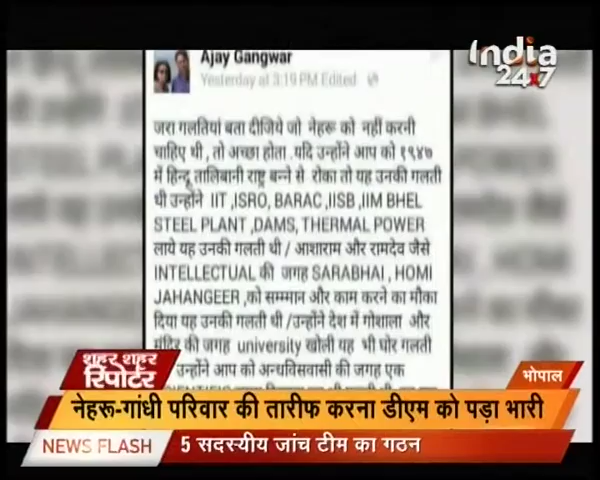 India
24x7
Ajay Gangwar
Yesterday at 3:19 PM Edited
जरा गलतियां बता दीजिये जो नेहरू को नहीं करनी
चाहिए थी , तो अच्छा होता .यदि उन्होंने आप को १९४७
में हिन्दू तालिबानी राष्ट्र बनने से रोका तो यह उनकी गलती
थी उन्होंने IIT ,ISRO, BARAC ,IISB ,IIM BHEL
STEEL PLANT ,DAMS, THERMAL POWER
लाये यह उनकी गलती थी / आशाराम और रामदेव जैसे
INTELLECTUAL की जगह SARABHAI , HOMI
JAHANGEER ,को सम्मान और काम करने का मौका
दिया यह उनकी गलती थी /उन्होंने देश में गोशाला और
मंदिर की जगह university खोली यह भी घोर गलती
उन्होंने आप को अन्धविसवासी की जगह एक
शहर शहर
रिपोर्टर
भोपाल
नेहरू-गांधी परिवार की तारीफ करना डीएम को पड़ा भारी
NEWS FLASH
5 सदस्यीय जांच टीम का गठन